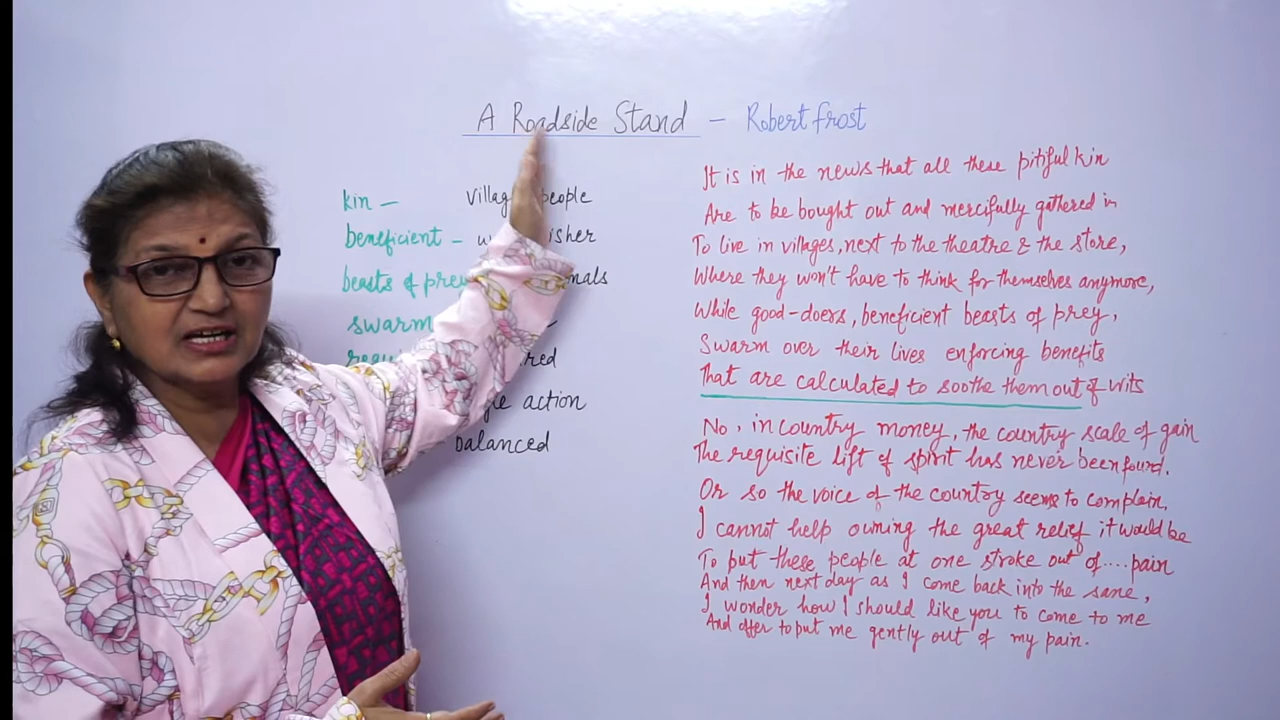 A Roadside Stand – Robert frost
kin – people
beneficient –
beasts of prey
swarm

action
balanced
It is in the news that all these pitiful kin
Are to be bought out and mercifully gathered in
To live in villages, next to the theatre & the store,
Where they won't have to think for themselves anymore,
While good-doers, beneficient beasts of prey,
Swarm over their lives enforcing benefits
That are calculated to soothe them out of wits
No, in country money, the country scale of gain
The requisite lift of spirit has never been found.
Or so the voice of the country seems to complain,
I cannot help owning the great relief it would be
To put these people at one stroke out of.... pain
And then next day as I come back into the sane,
I wonder how I should like you to come to me
And offer to put me gently out of my pain.